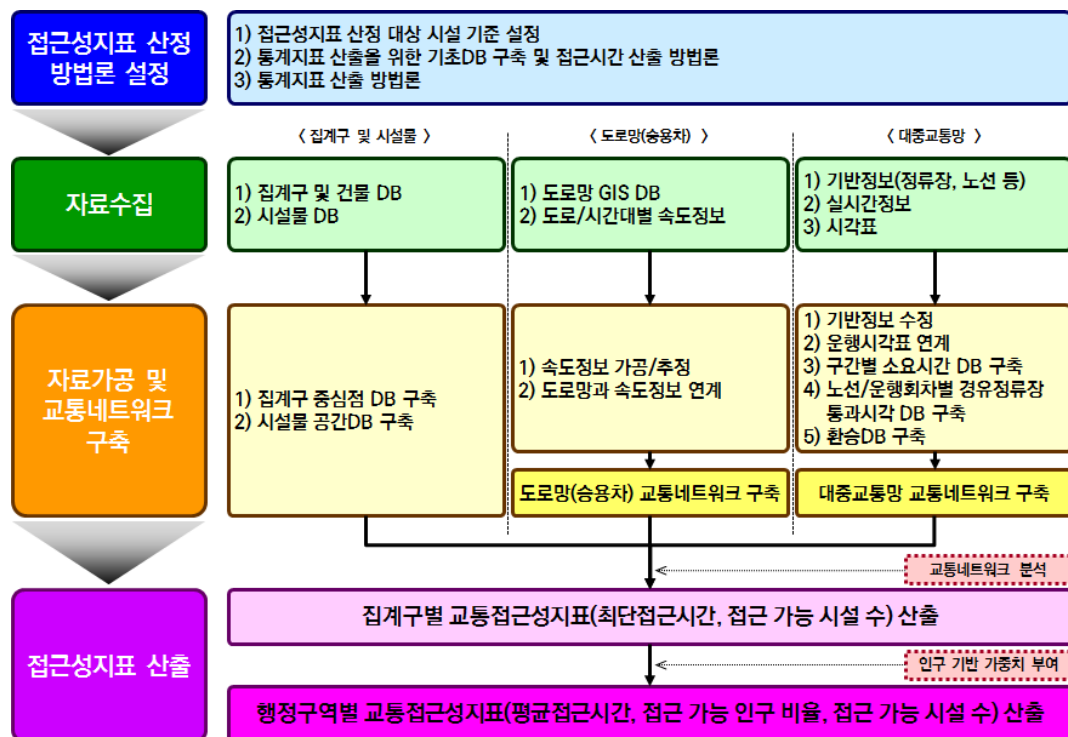 접근성지표 산정
방법론 설정
1) 접근성지표 산정 대상 시설 기준 설정
2) 통계지표 산출을 위한 기초DB 구축 및 접근시간 산출 방법론
3) 통계지표 산출 방법론
< 집계구 및 시설물 >
< 도로망(승용차) >
< 대중교통망 >
자료수집
1) 집계구 및 건물 DB
2) 시설물 DB
1) 도로망 GIS DB
2) 도로/시간대별 속도정보
1) 기반정보(정류장, 노선 등)
2) 실시간정보
3) 시각표
자료가공 및
교통네트워크
구축
1) 집계구 중심점 DB 구축
2) 시설물 공간DB 구축
1) 속도정보 가공/추정
2) 도로망과 속도정보 연계
1) 기반정보 수정
2) 운행시각표 연계
3) 구간별 소요시간 DB 구축
4) 노선/운행회차별 경유정류장
통과시각 DB 구축
5) 환승DB 구축
도로망(승용차) 교통네트워크 구축
대중교통망 교통네트워크 구축
교통네트워크 분석
접근성지표 산출
집계구별 교통접근성지표(최단접근시간, 접근 가능 시설 수) 산출
인구 기반 가중치 부여
행정구역별 교통접근성지표(평균접근시간, 접근 가능 인구 비율, 접근 가능 시설 수) 산출